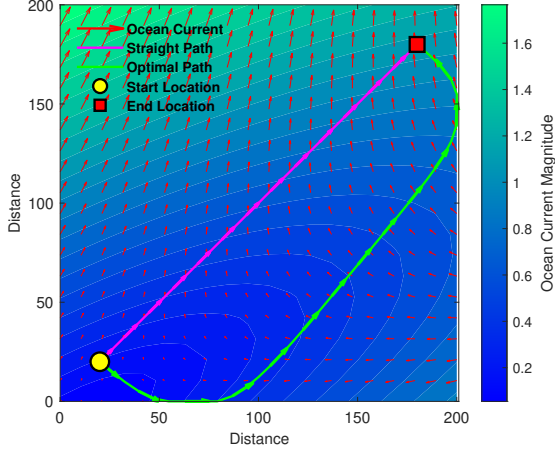 200
150
100
50
0
Distance
Ocean Current
Straight Path
Optimal Path
Start Location
End Location
0
50
100
150
200
Distance
1.6
1.4
1.2
1
0.8
0.6
0.4
0.2
Ocean Current Magnitude